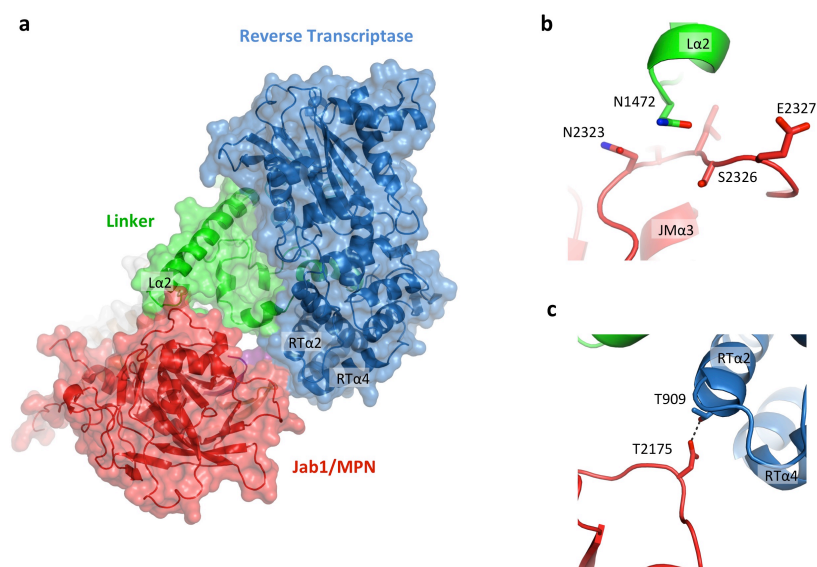 a
Reverse Transcriptase
Linker
Lα2
RTα2
RTα4
Jab1/MPN
b
Lα2
N1472
E2327
N2323
S2326
JMα3
c
RTα2
T909
T2175
RTα4